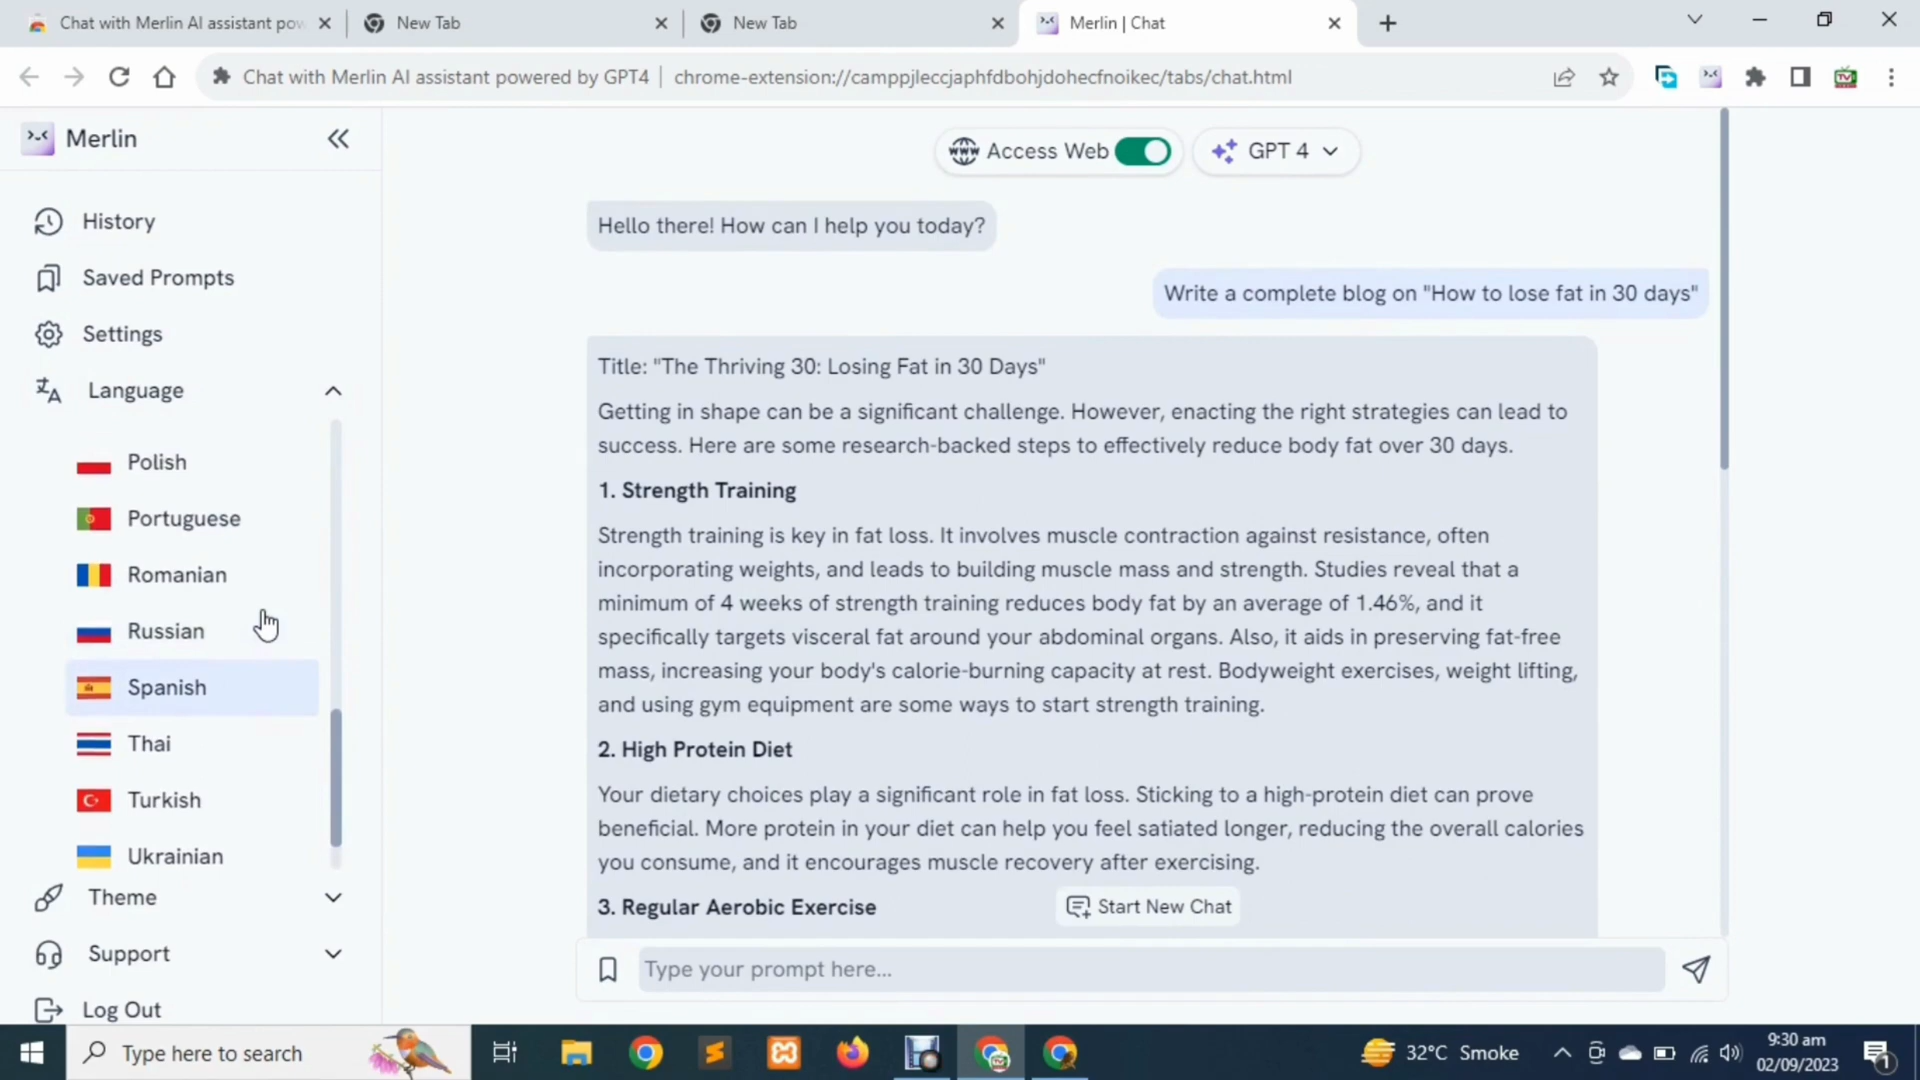 Chat with Merlin AI assistant pow
New Tab
New Tab
Merlin | Chat
Chat with Merlin AI assistant powered by GPT4
chrome-extension://camppjleccjaphfdbohjdohecfnoikec/tabs/chat.html
Merlin
History
Saved Prompts
Settings
Language
Polish
Portuguese
Romanian
Russian
Spanish
Thai
Turkish
Ukrainian
Theme
Support
Log Out
Access Web
GPT 4
Hello there! How can I help you today?
Write a complete blog on "How to lose fat in 30 days"
Title: "The Thriving 30: Losing Fat in 30 Days"
Getting in shape can be a significant challenge. However, enacting the right strategies can lead to
success. Here are some research-backed steps to effectively reduce body fat over 30 days.
1. Strength Training
Strength training is key in fat loss. It involves muscle contraction against resistance, often
incorporating weights, and leads to building muscle mass and strength. Studies reveal that a
minimum of 4 weeks of strength training reduces body fat by an average of 1.46%, and it
specifically targets visceral fat around your abdominal organs. Also, it aids in preserving fat-free
mass, increasing your body's calorie-burning capacity at rest. Bodyweight exercises, weight lifting,
and using gym equipment are some ways to start strength training.
2. High Protein Diet
Your dietary choices play a significant role in fat loss. Sticking to a high-protein diet can prove
beneficial. More protein in your diet can help you feel satiated longer, reducing the overall calories
you consume, and it encourages muscle recovery after exercising.
3. Regular Aerobic Exercise
Start New Chat
Type your prompt here...
Type here to search
32°C Smoke
9:30 am
02/09/2023
1